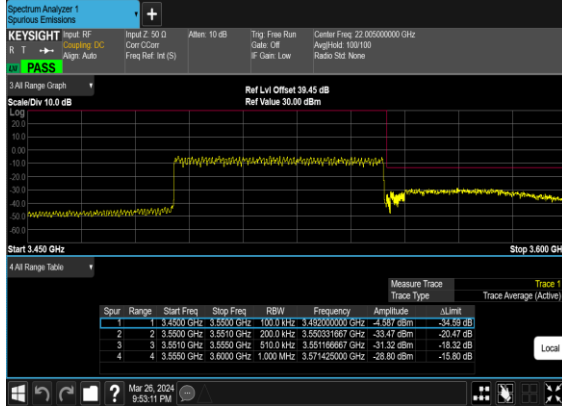 Spectrum Analyzer 1
Spurious Emissions
+
KEYSIGHT Input: RF Input Z: 50 Ω Atten: 10 dB Trig: Free Run Center Freq: 22.005000000 GHz
R T Coupling: DC Corr CCorr Gate: Off Avg|Hold: 100/100
Align: Auto Freq Ref: Int (S) IF Gain: Low Radio Std: None
PASS
3 All Range Graph Ref Lvl Offset 39.45 dB
Scale/Div 10.0 dB Ref Value 30.00 dBm
Log
20.0
10.0
0.00
-10.0
-20.0
-30.0
-40.0
-50.0
-60.0
Start 3.450 GHz Stop 3.600 GH
4 All Range Table
Measure Trace Trace 1
Trace Type Trace Average (Active)
Spur Range Start Freq Stop Freq RBW Frequency Amplitude ΔLimit
1 1 3.4500 GHz 3.5500 GHz 100.0 kHz 3.492000000 GHz -4.587 dBm -34.59 dB
2 2 3.5500 GHz 3.5510 GHz 200.0 kHz 3.550331667 GHz -33.47 dBm -20.47 dB
3 3 3.5510 GHz 3.5550 GHz 510.0 kHz 3.551166667 GHz -31.32 dBm -18.32 dB
4 4 3.5550 GHz 3.6000 GHz 1.000 MHz 3.571425000 GHz -28.80 dBm -15.80 dB
Local
? Mar 26, 2024
9:53:11 PM